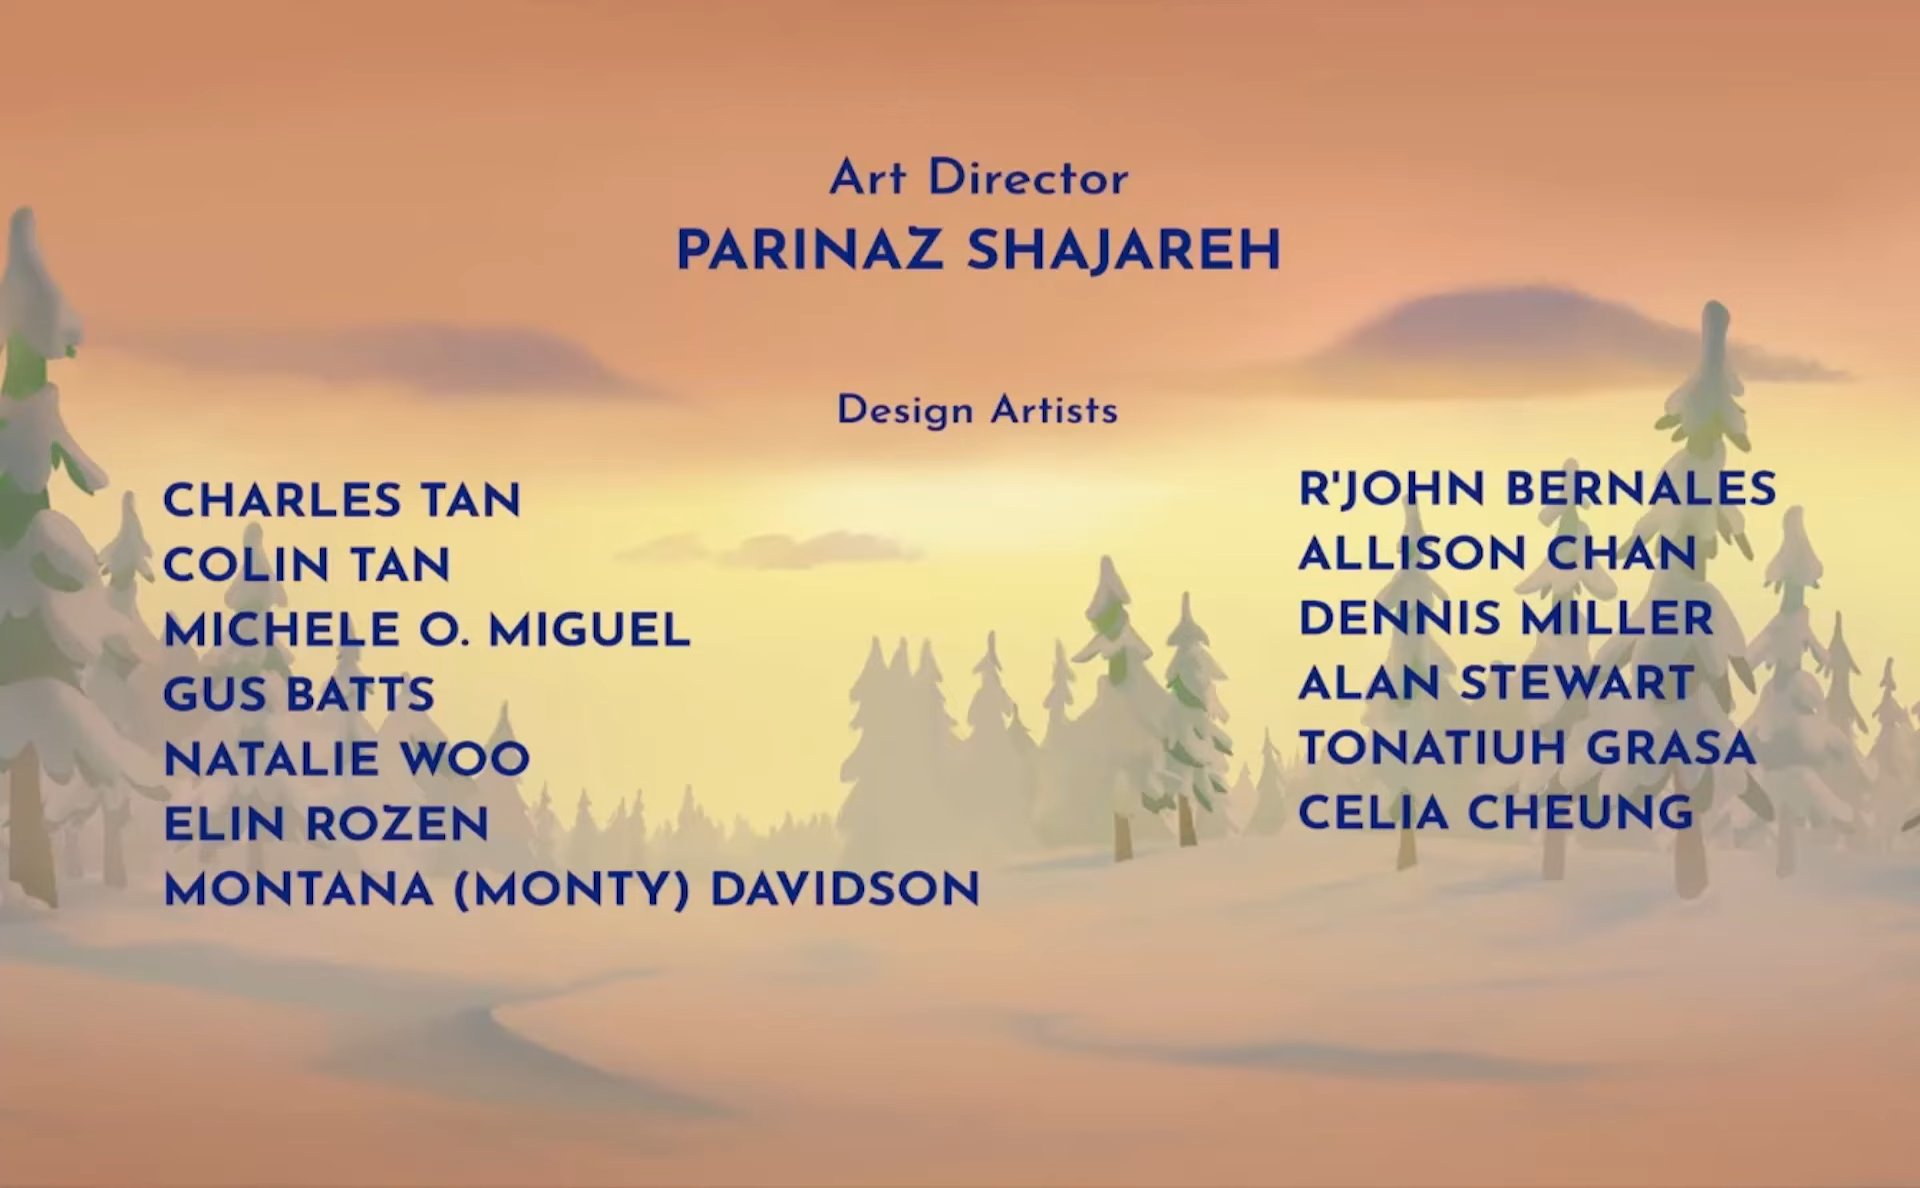 Art Director
PARINAZ SHAJAREH
Design Artists
CHARLES TAN
COLIN TAN
MICHELE O. MIGUEL
GUS BATTS
NATALIE WOO
ELIN ROZEN
MONTANA (MONTY) DAVIDSON
R'JOHN BERNALES
ALLISON CHAN
DENNIS MILLER
ALAN STEWART
TONATIUH GRASA
CELIA CHEUNG